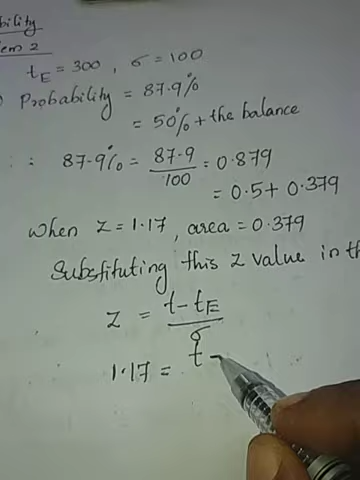 bility
em 2
tE = 300, σ = 100
Probability = 87.9%
= 50% + the balance
∴ 87.9% = 87.9/100 = 0.879
= 0.5 + 0.379
When z = 1.17, area = 0.379
Substituting this z value in th
z = t - tE/σ
1.17 = t -